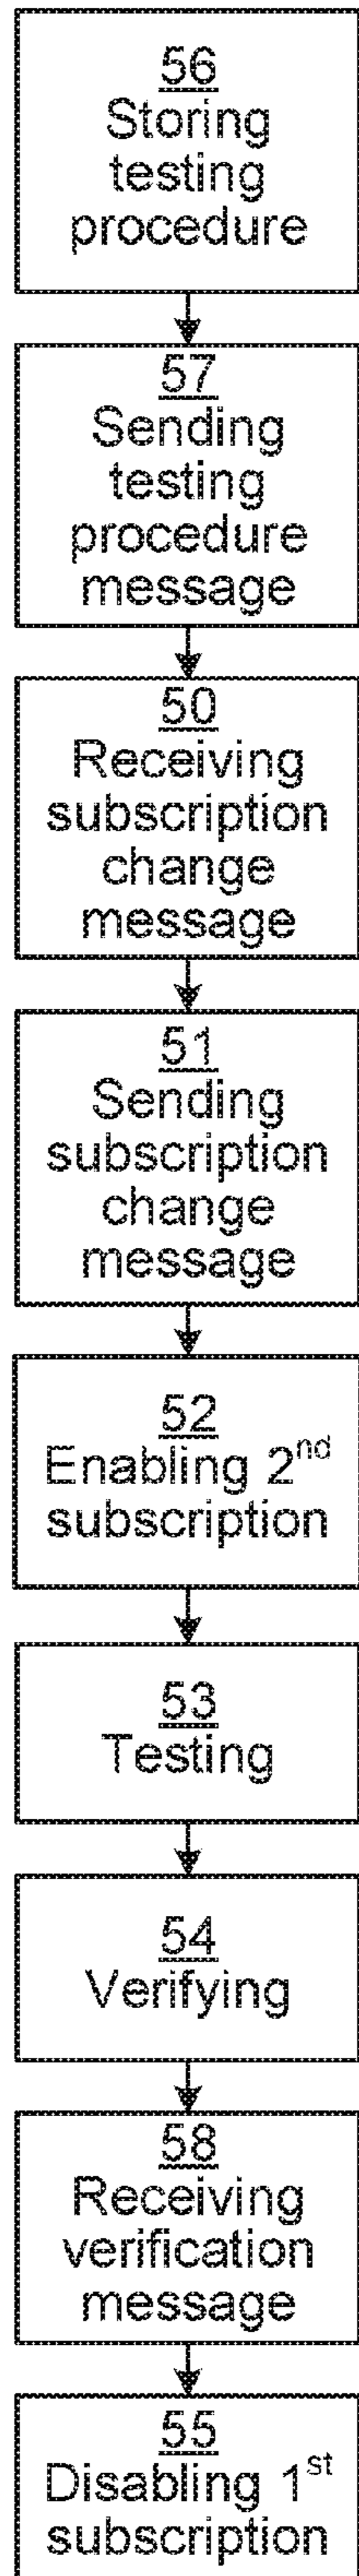 56
Storing
testing
procedure
57
Sending
testing
procedure
message
50
Receiving
subscription
change
message
51
Sending
subscription
change
message
52
Enabling 2nd
subscription
53
Testing
54
Verifying
58
Receiving
verification
message
55
Disabling 1st
subscription